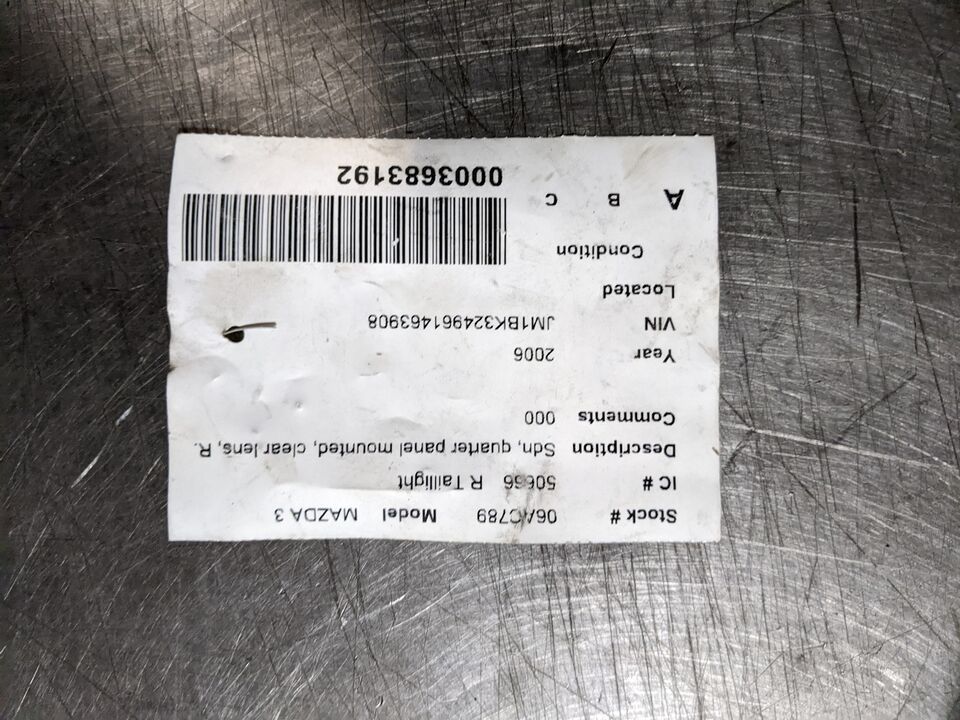 Stock # 06AC789 Model MAZDA 3
IC # 50666 R Taillight
Description Sdn, quarter panel mounted, clear lens, R.
Comments 000
Year 2006
VIN JM1BK324961463908
Located
Condition
A B C
0003683192